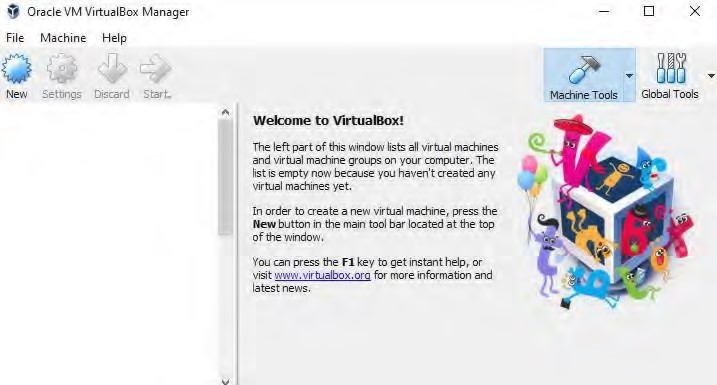 Oracle VM VirtualBox Manager
File Machine Help
New Settings Discard Start
Machine Tools Global Tools
Welcome to VirtualBox!
The left part of this window lists all virtual machines
and virtual machine groups on your computer. The
list is empty now because you haven't created any
virtual machines yet.
In order to create a new virtual machine, press the
New button in the main tool bar located at the top
of the window.
You can press the F1 key to get instant help, or
visit www.virtualbox.org for more information and
latest news.